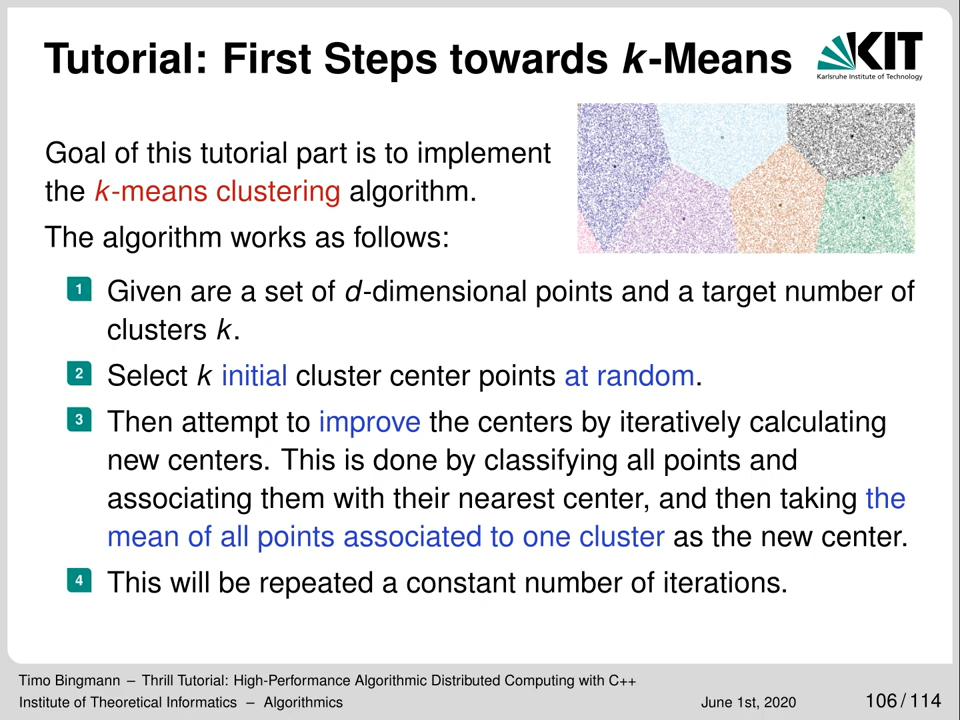 Tutorial: First Steps towards k-Means
KIT
Karlsruhe Institute of Technology
Goal of this tutorial part is to implement
the k-means clustering algorithm.
The algorithm works as follows:
1 Given are a set of d-dimensional points and a target number of
clusters k.
2 Select k initial cluster center points at random.
3 Then attempt to improve the centers by iteratively calculating
new centers. This is done by classifying all points and
associating them with their nearest center, and then taking the
mean of all points associated to one cluster as the new center.
4 This will be repeated a constant number of iterations.
Timo Bingmann – Thrill Tutorial: High-Performance Algorithmic Distributed Computing with C++
Institute of Theoretical Informatics – Algorithmics
June 1st, 2020
106 / 114